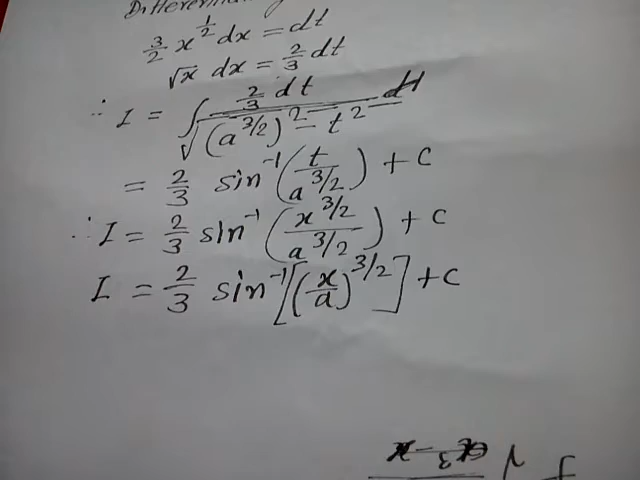 Differentiating
3/2 x^1/2 dx = dt
√x dx = 2/3 dt
∴ I = ∫ 2/3 dt / √(a^3/2)^2 - t^2
= 2/3 sin^-1 (t / a^3/2) + c
∴ I = 2/3 sin^-1 (x^3/2 / a^3/2) + c
I = 2/3 sin^-1 [(x/a)^3/2] + c